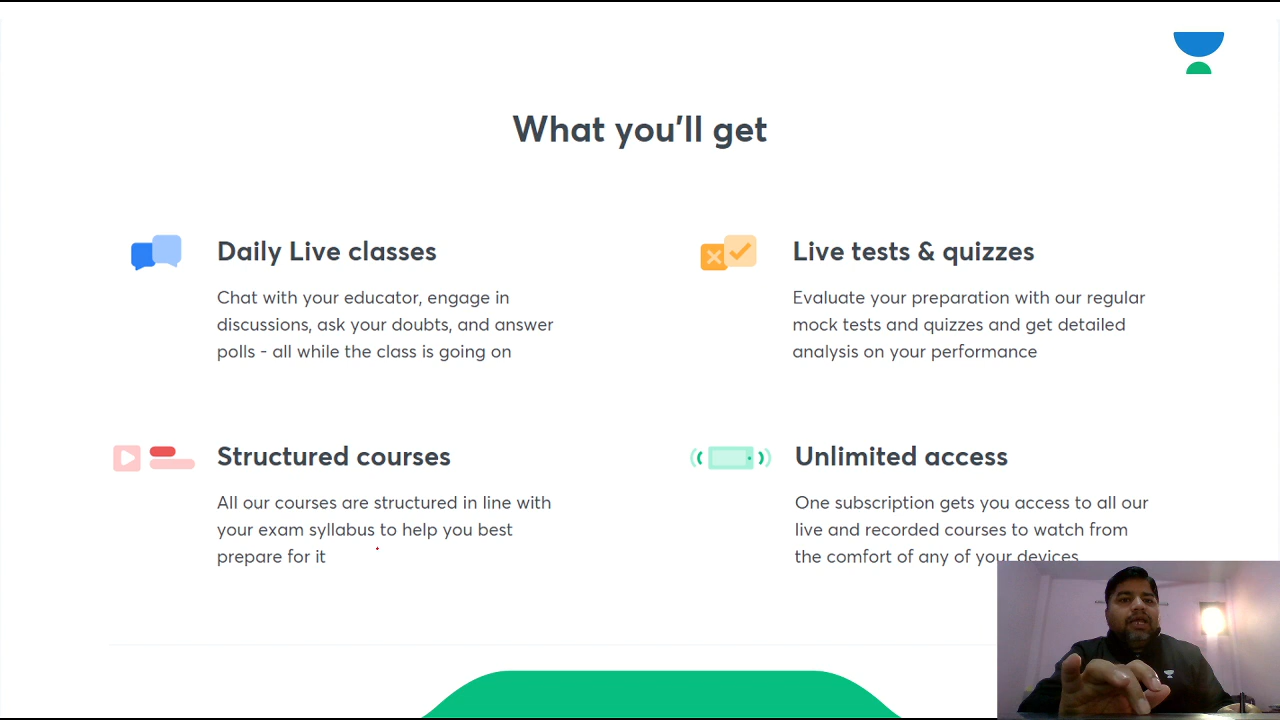 What you'll get
Daily Live classes
Chat with your educator, engage in
discussions, ask your doubts, and answer
polls - all while the class is going on
Live tests & quizzes
Evaluate your preparation with our regular
mock tests and quizzes and get detailed
analysis on your performance
Structured courses
All our courses are structured in line with
your exam syllabus to help you best
prepare for it
Unlimited access
One subscription gets you access to all our
live and recorded courses to watch from
the comfort of any of your devices